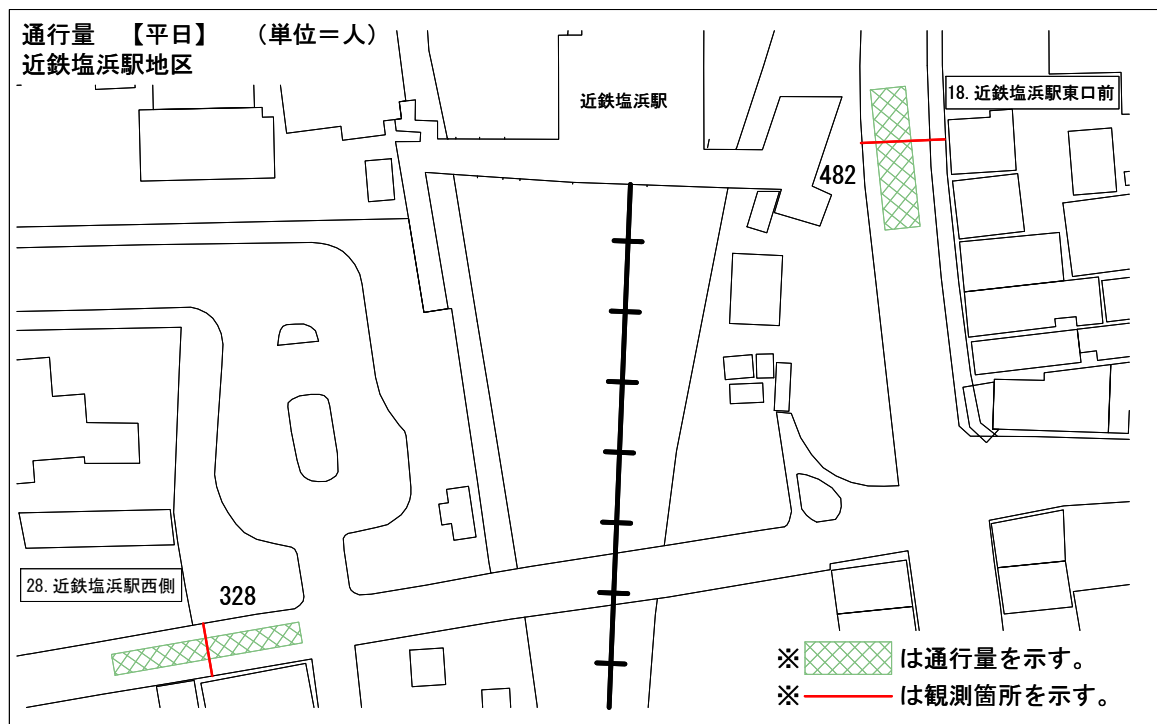 通行量 【平日】 (単位=人)
近鉄塩浜駅地区
近鉄塩浜駅
18. 近鉄塩浜駅東口前
482
28. 近鉄塩浜駅西側
328
※ は通行量を示す。
※ は観測箇所を示す。